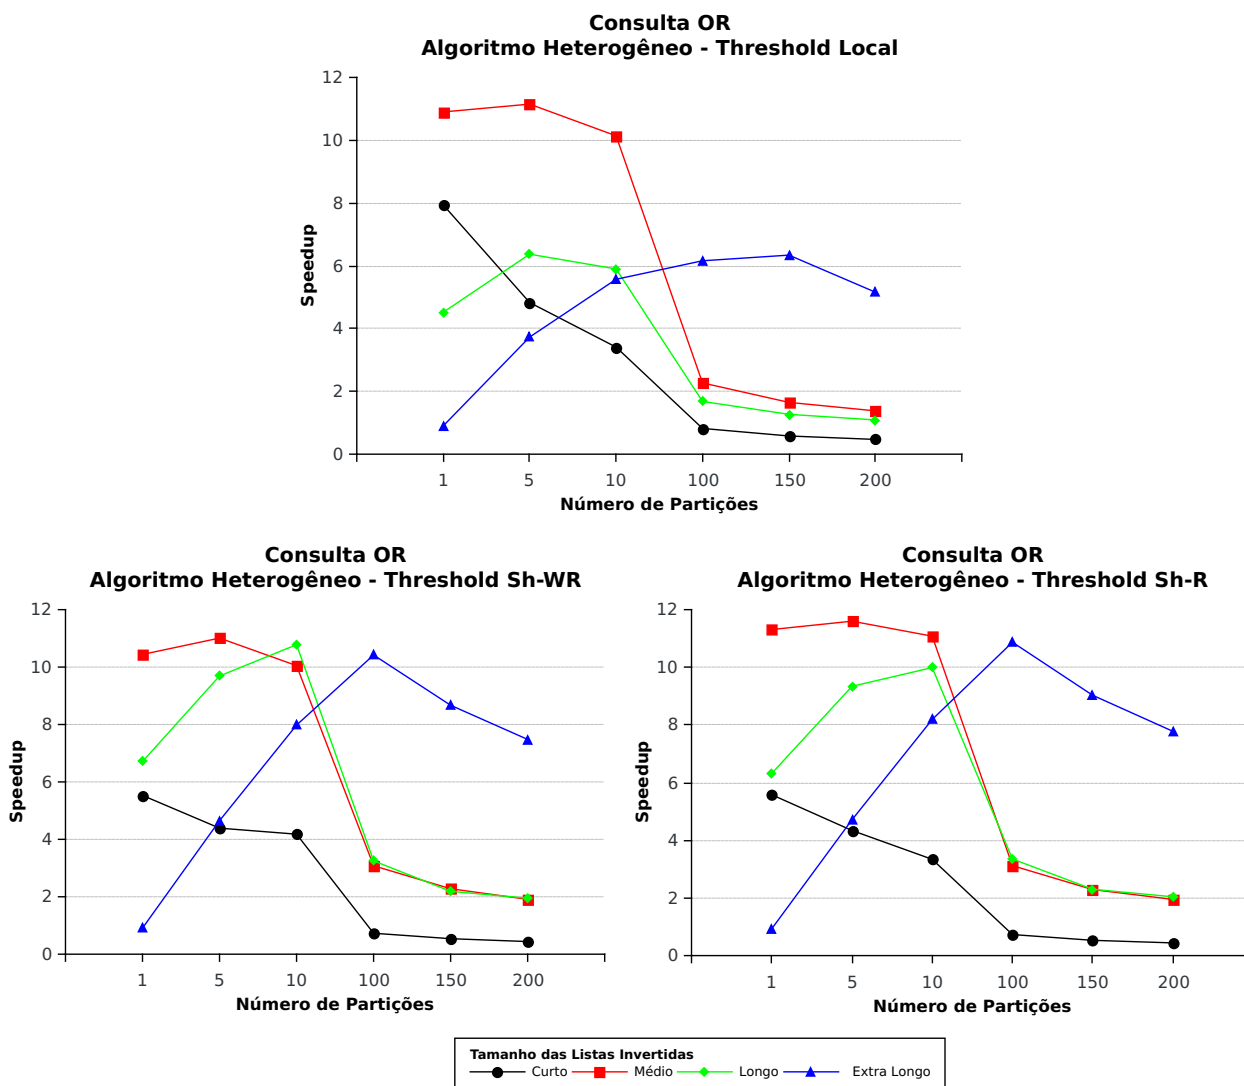 Consulta OR
Algoritmo Heterogêneo - Threshold Local
12
10
8
6
4
2
0
Speedup
1 5 10 100 150 200
Número de Partições
Consulta OR
Algoritmo Heterogêneo - Threshold Sh-WR
12
10
8
6
4
2
0
Speedup
1 5 10 100 150 200
Número de Partições
Consulta OR
Algoritmo Heterogêneo - Threshold Sh-R
12
10
8
6
4
2
0
Speedup
1 5 10 100 150 200
Número de Partições
Tamanho das Listas Invertidas
Curto Médio Longo Extra Longo